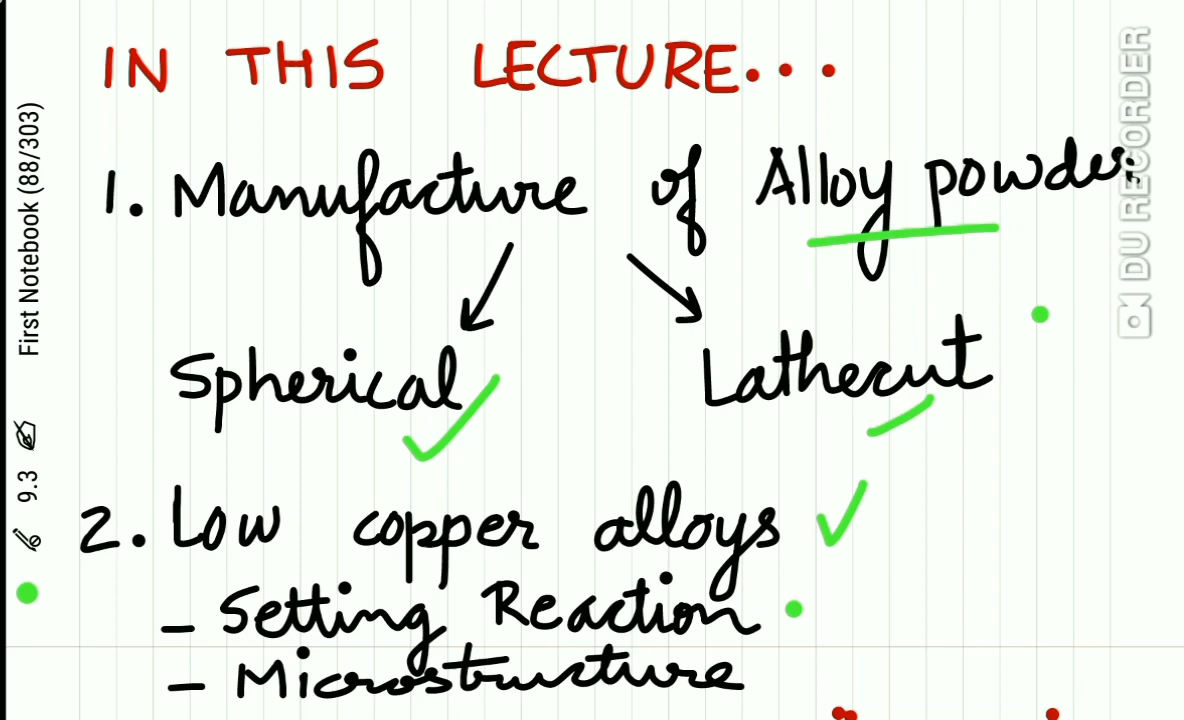 IN THIS LECTURE...
1. Manufacture of Alloy powder:
Spherical Lathecut
2. Low copper alloys
- Setting Reaction
- Microstructure
First Notebook (88/303)
9.3
DU RECORDER